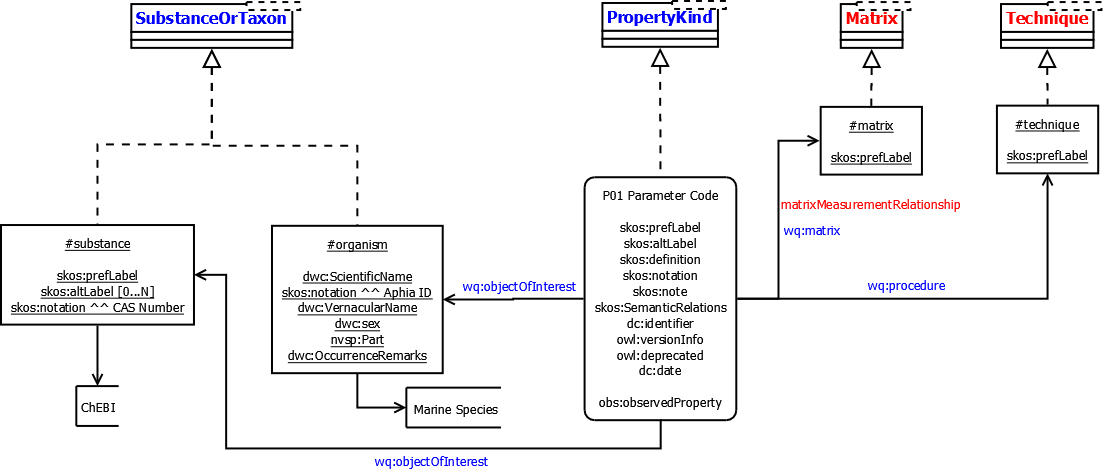 SubstanceOrTaxon
PropertyKind
Matrix
Technique
#matrix
skos:prefLabel
#technique
skos:prefLabel
P01 Parameter Code
skos:prefLabel
skos:altLabel
skos:definition
skos:notation
skos:note
skos:SemanticRelations
dc:identifier
owl:versionInfo
owl:deprecated
dc:date
obs:observedProperty
matrixMeasurementRelationship
wq:matrix
wq:procedure
#substance
skos:prefLabel
skos:altLabel [0...N]
skos:notation ^^ CAS Number
#organism
dwc:ScientificName
skos:notation ^^ Aphia ID
dwc:VernacularName
dwc:sex
nvsp:Part
dwc:OccurrenceRemarks
wq:objectOfInterest
ChEBI
Marine Species
wq:objectOfInterest